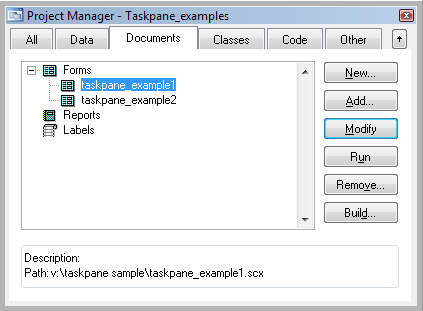 Project Manager - Taskpane_examples
All Data Documents Classes Code Other
Forms
taskpane_example1
taskpane_example2
Reports
Labels
New...
Add...
Modify
Run
Remove...
Build...
Description:
Path: v:\taskpane sample\taskpane_example1.scx